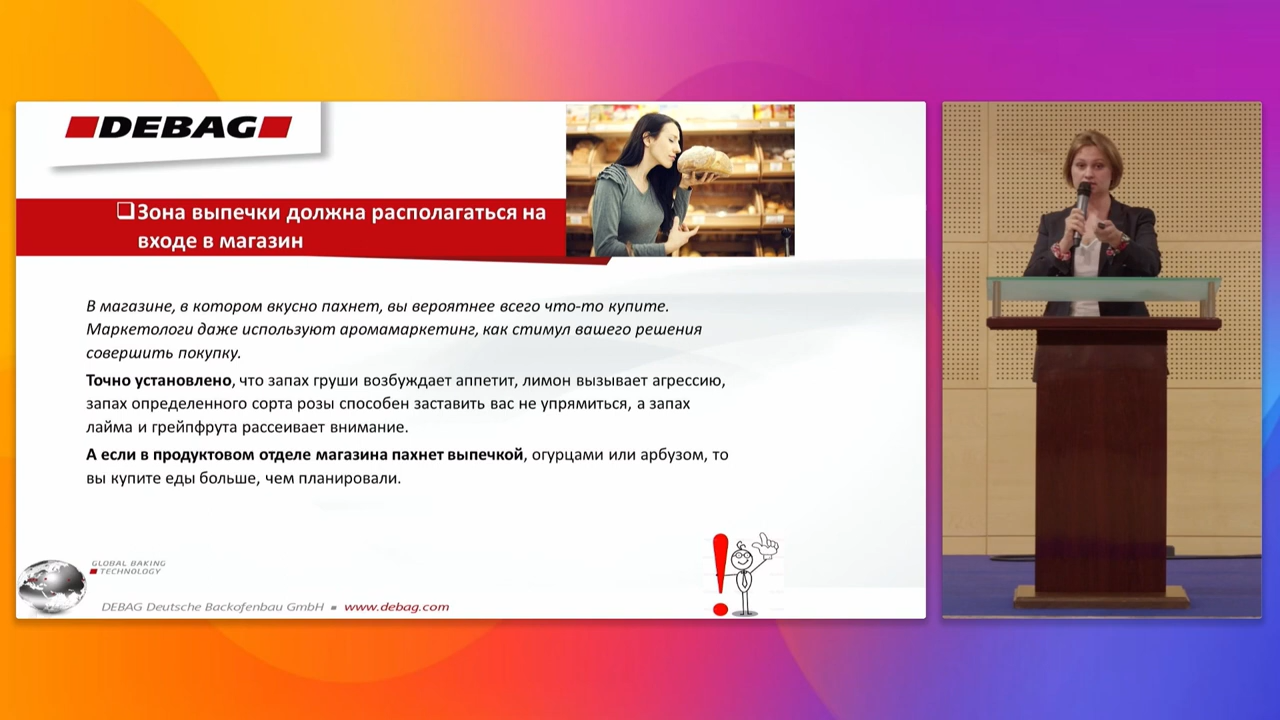 DEBAG
❑Зона выпечки должна располагаться на
входе в магазин
В магазине, в котором вкусно пахнет, вы вероятнее всего что-то купите.
Маркетологи даже используют аромамаркетинг, как стимул вашего решения
совершить покупку.
Точно установлено, что запах груши возбуждает аппетит, лимон вызывает агрессию,
запах определенного сорта розы способен заставить вас не упрямиться, а запах
лайма и грейпфрута рассеивает внимание.
А если в продуктовом отделе магазина пахнет выпечкой, огурцами или арбузом, то
вы купите еды больше, чем планировали.
GLOBAL BAKING
TECHNOLOGY
DEBAG Deutsche Backofenbau GmbH ▪ www.debag.com